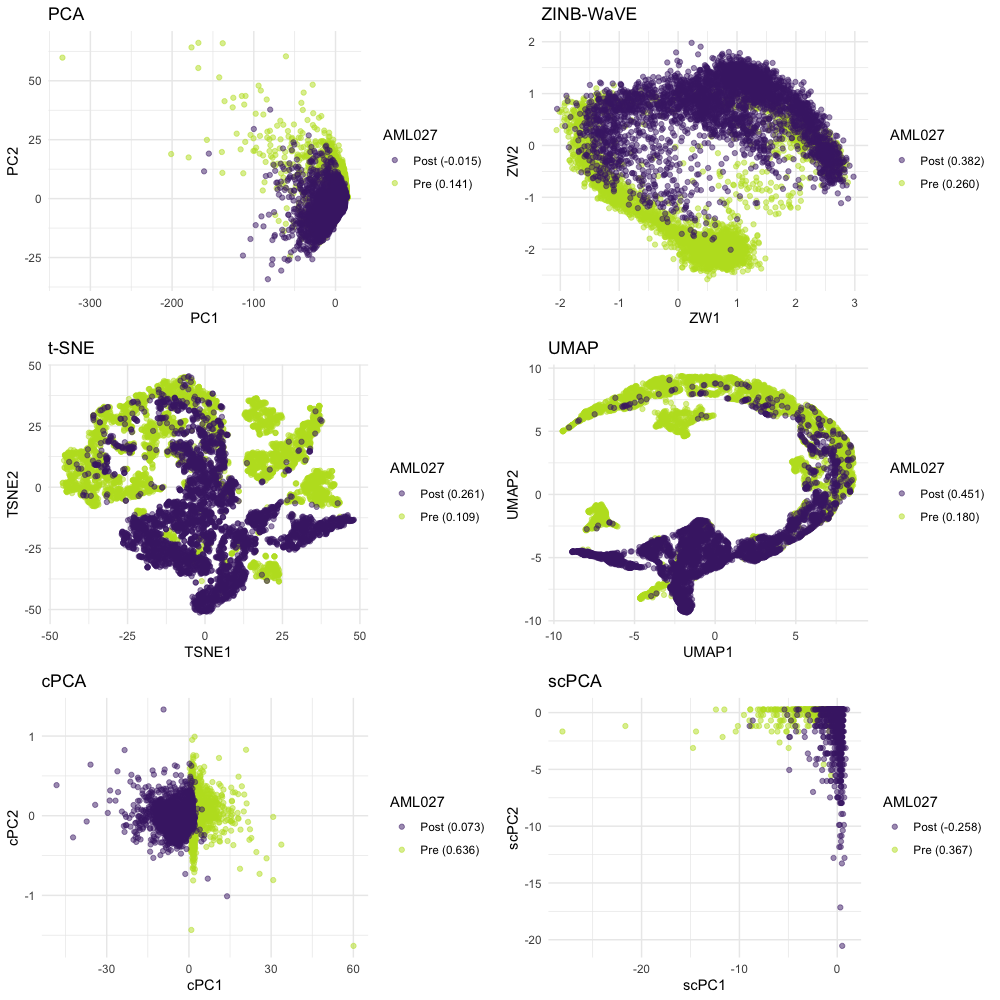 PCA
50
25
0
-25
PC2
-300
-200
-100
0
PC1
AML027
Post (-0.015)
Pre (0.141)
ZINB-WaVE
2
1
0
-1
-2
ZW2
-2
-1
0
1
2
3
ZW1
AML027
Post (0.382)
Pre (0.260)
t-SNE
50
25
0
-25
-50
TSNE2
-50
-25
0
25
50
TSNE1
AML027
Post (0.261)
Pre (0.109)
UMAP
10
5
0
-5
-10
UMAP2
-10
-5
0
5
UMAP1
AML027
Post (0.451)
Pre (0.180)
cPCA
1
0
-1
cPC2
-30
0
30
60
cPC1
AML027
Post (0.073)
Pre (0.636)
scPCA
0
-5
-10
-15
-20
scPC2
-20
-10
0
scPC1
AML027
Post (-0.258)
Pre (0.367)